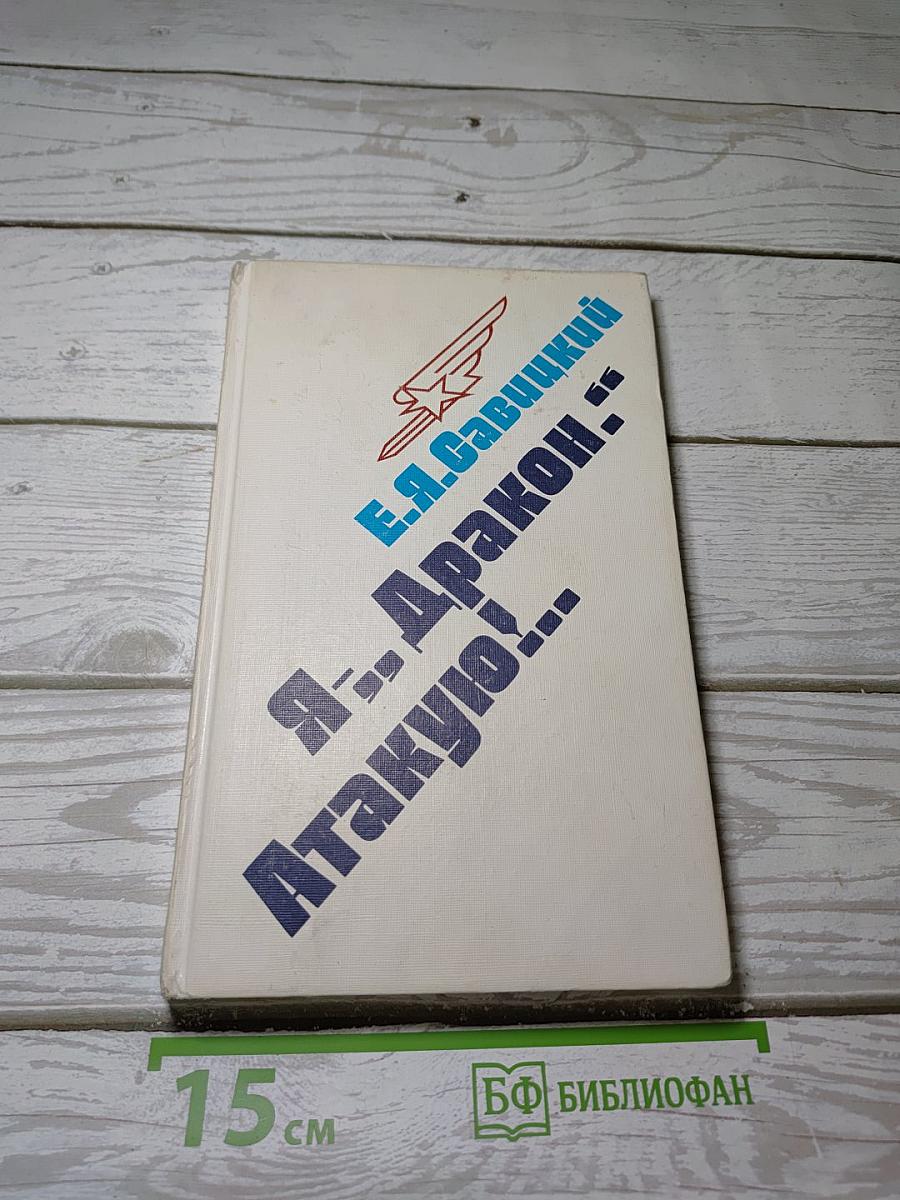 Е.Я.Савицкий
Я-„Дракон.“
Атакую!...
15 см
БФ БИБЛИОФАН